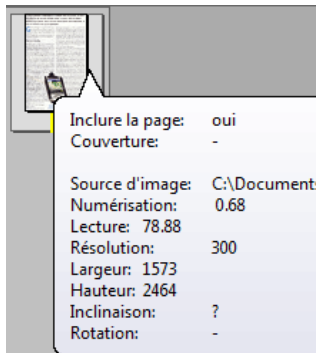 Inclure la page: oui
Couverture: -
Source d'image: C:\Documents
Numérisation: 0.68
Lecture: 78.88
Résolution: 300
Largeur: 1573
Hauteur: 2464
Inclinaison: ?
Rotation: -